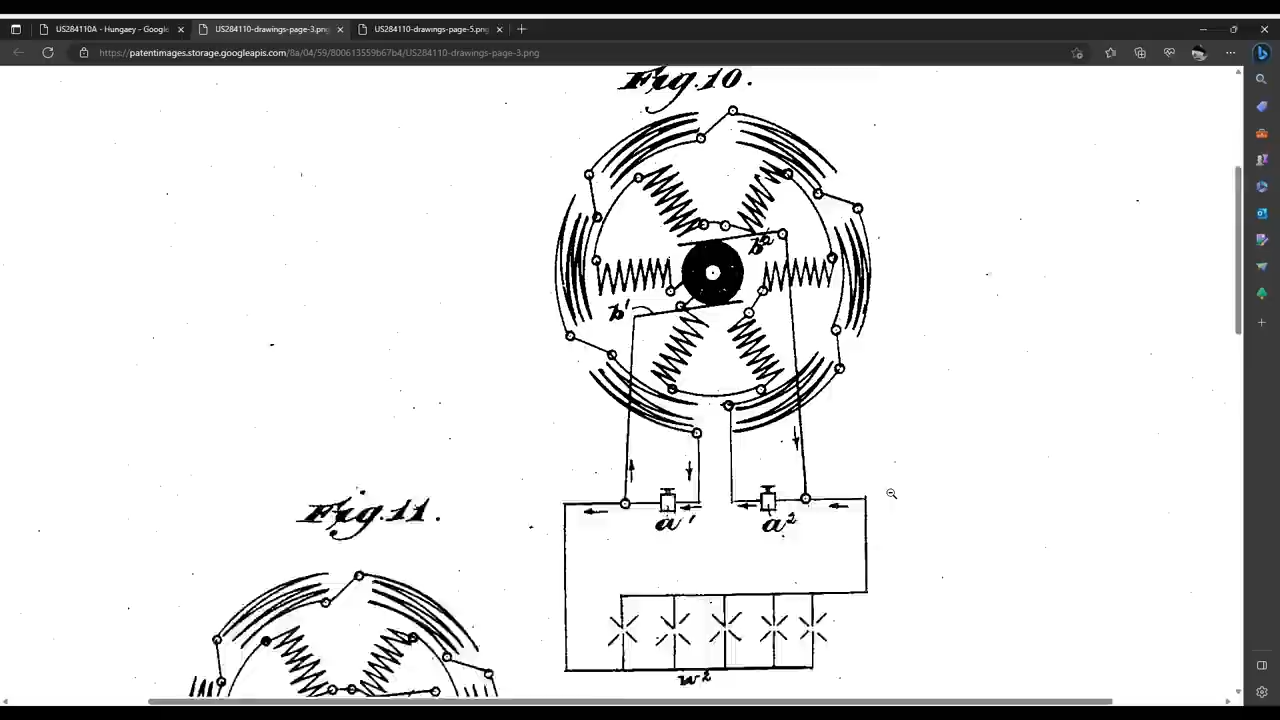 US284110A - Hungaey - Google
US284110-drawings-page-3.png
US284110-drawings-page-5.png
https://patentimages.storage.googleapis.com/8a/04/59/800613559b67b4/US284110-drawings-page-3.png
Fig. 10.
b²
b'
a'
a²
Fig. 11.
w²